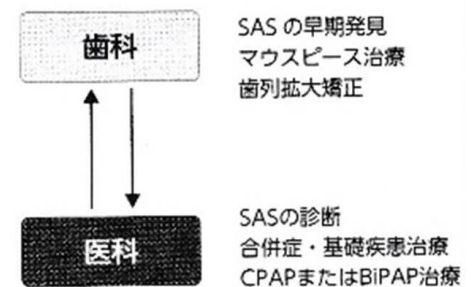 歯科
SAS の早期発見
マウスピース治療
歯列拡大矯正
医科
SASの診断
合併症・基礎疾患治療
CPAPまたはBiPAP治療